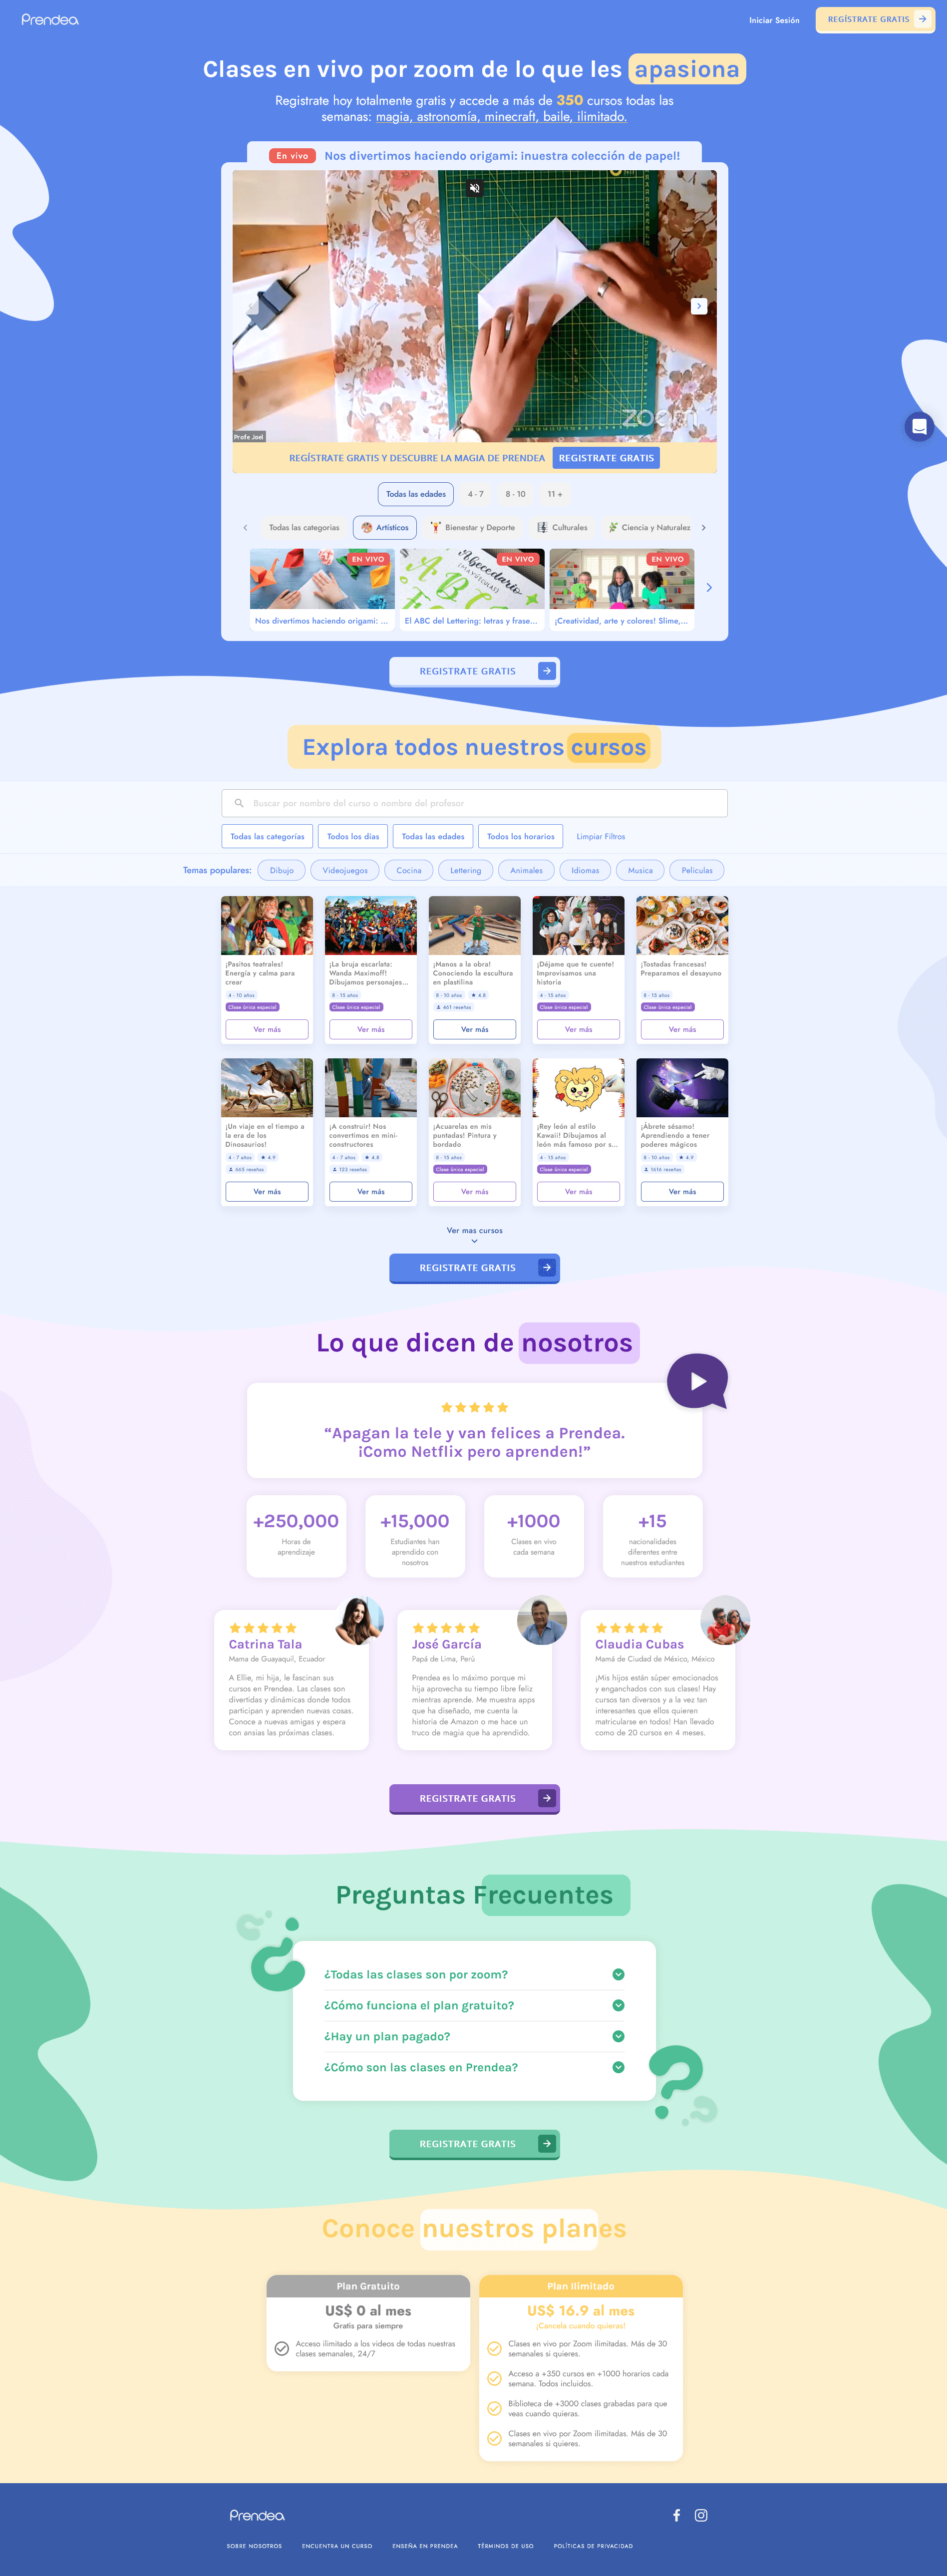 Prendea
Iniciar Sesión
REGÍSTRATE GRATIS
Clases en vivo por zoom de lo que les apasiona
Registrate hoy totalmente gratis y accede a más de 350 cursos todas las
semanas: magia, astronomía, minecraft, baile, ilimitado.
En vivo
Nos divertimos haciendo origami: ¡nuestra colección de papel!
zoom
Profe Joel
REGÍSTRATE GRATIS Y DESCUBRE LA MAGIA DE PRENDEA
REGISTRATE GRATIS
Todas las edades
4 - 7
8 - 10
11 +
Todas las categorias
Artísticos
Bienestar y Deporte
Culturales
Ciencia y Naturalez
EN VIVO
EN VIVO
EN VIVO
Abecedario
(MAYÚSCULAS)
Nos divertimos haciendo origami: ...
El ABC del Lettering: letras y frase...
¡Creatividad, arte y colores! Slime,...
REGISTRATE GRATIS
Explora todos nuestros cursos
Buscar por nombre del curso o nombre del profesor
Todas las categorías
Todos los días
Todas las edades
Todos los horarios
Limpiar Filtros
Temas populares:
Dibujo
Videojuegos
Cocina
Lettering
Animales
Idiomas
Musica
Peliculas
¡Pasitos teatrales!
Energía y calma para
crear
4 - 10 años
Clase única especial
Ver más
¡La bruja escarlata:
Wanda Maximoff!
Dibujamos personajes...
8 - 15 años
Clase única especial
Ver más
¡Manos a la obra!
Conociendo la escultura
en plastilina
8 - 10 años
4.8
461 reseñas
Ver más
¡Déjame que te cuente!
Improvisamos una
historia
4 - 15 años
Clase única especial
Ver más
¡Tostadas francesas!
Preparamos el desayuno
8 - 15 años
Clase única especial
Ver más
¡Un viaje en el tiempo a
la era de los
Dinosaurios!
4 - 7 años
4.9
665 reseñas
Ver más
¡A construir! Nos
convertimos en mini-
constructores
4 - 7 años
4.8
123 reseñas
Ver más
¡Acuarelas en mis
puntadas! Pintura y
bordado
8 - 15 años
Clase única especial
Ver más
¡Rey león al estilo
Kawaii! Dibujamos al
león más famoso por s...
4 - 15 años
Clase única especial
Ver más
¡Ábrete sésamo!
Aprendiendo a tener
poderes mágicos
8 - 10 años
4.9
1616 reseñas
Ver más
Ver mas cursos
REGISTRATE GRATIS
Lo que dicen de nosotros
“Apagan la tele y van felices a Prendea.
¡Como Netflix pero aprenden!”
+250,000
Horas de
aprendizaje
+15,000
Estudiantes han
aprendido con
nosotros
+1000
Clases en vivo
cada semana
+15
nacionalidades
diferentes entre
nuestros estudiantes
Catrina Tala
Mama de Guayaquil, Ecuador
A Ellie, mi hija, le fascinan sus
cursos en Prendea. Las clases son
divertidas y dinámicas donde todos
participan y aprenden nuevas cosas.
Conoce a nuevas amigas y espera
con ansias las próximas clases.
José García
Papá de Lima, Perú
Prendea es lo máximo porque mi
hija aprovecha su tiempo libre feliz
mientras aprende. Me muestra apps
que ha diseñado, me cuenta la
historia de Amazon o me hace un
truco de magia que ha aprendido.
Claudia Cubas
Mamá de Ciudad de México, México
¡Mis hijos están súper emocionados
y enganchados con sus clases! Hay
cursos tan diversos y a la vez tan
interesantes que ellos quieren
matricularse en todos! Han llevado
como de 20 cursos en 4 meses.
REGISTRATE GRATIS
Preguntas Frecuentes
¿Todas las clases son por zoom?
¿Cómo funciona el plan gratuito?
¿Hay un plan pagado?
¿Cómo son las clases en Prendea?
REGISTRATE GRATIS
Conoce nuestros planes
Plan Gratuito
US$ 0 al mes
Gratis para siempre
Acceso ilimitado a los videos de todas nuestras
clases semanales, 24/7
Plan Ilimitado
US$ 16.9 al mes
¡Cancela cuando quieras!
Clases en vivo por Zoom ilimitadas. Más de 30
semanales si quieres.
Acceso a +350 cursos en +1000 horarios cada
semana. Todos incluidos.
Biblioteca de +3000 clases grabadas para que
veas cuando quieras.
Clases en vivo por Zoom ilimitadas. Más de 30
semanales si quieres.
Prendea
SOBRE NOSOTROS
ENCUENTRA UN CURSO
ENSEÑA EN PRENDEA
TÉRMINOS DE USO
POLÍTICAS DE PRIVACIDAD